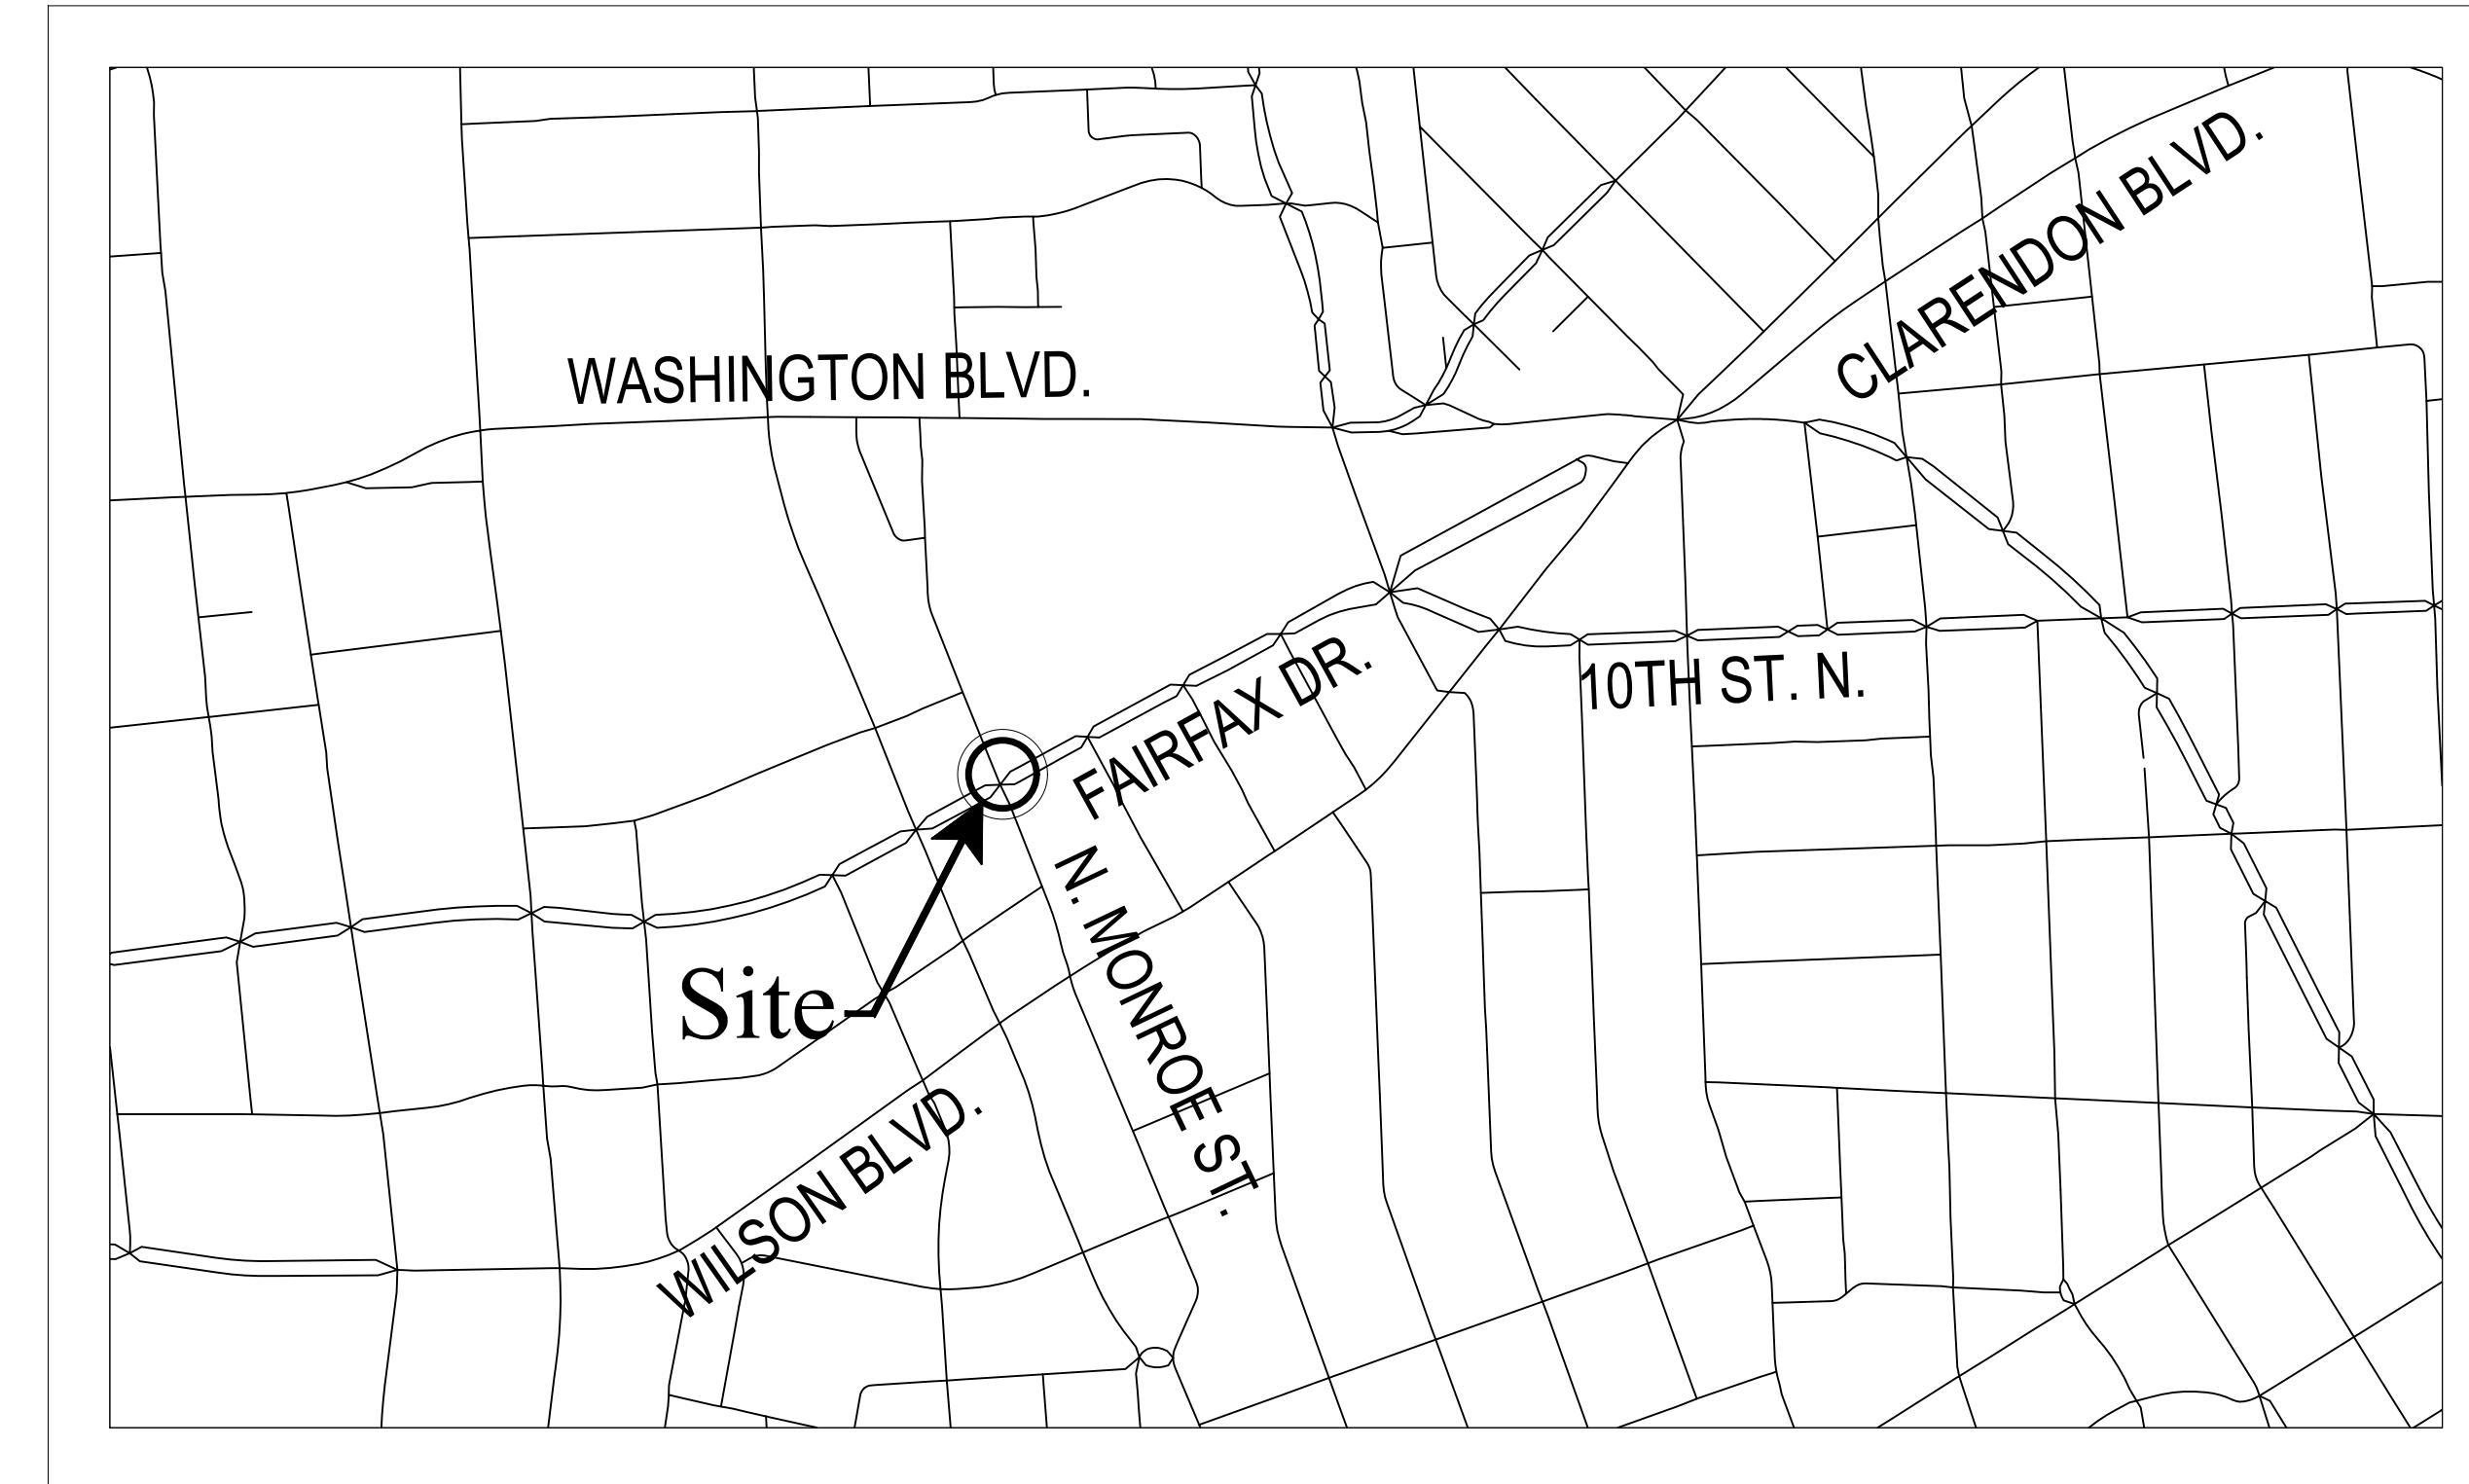 CLARENDON BLVD.
WASHINGTON BLVD.
10TH ST. N.
FAIRFAX DR.
N. MONROE ST.
Site
WILSON BLVD.